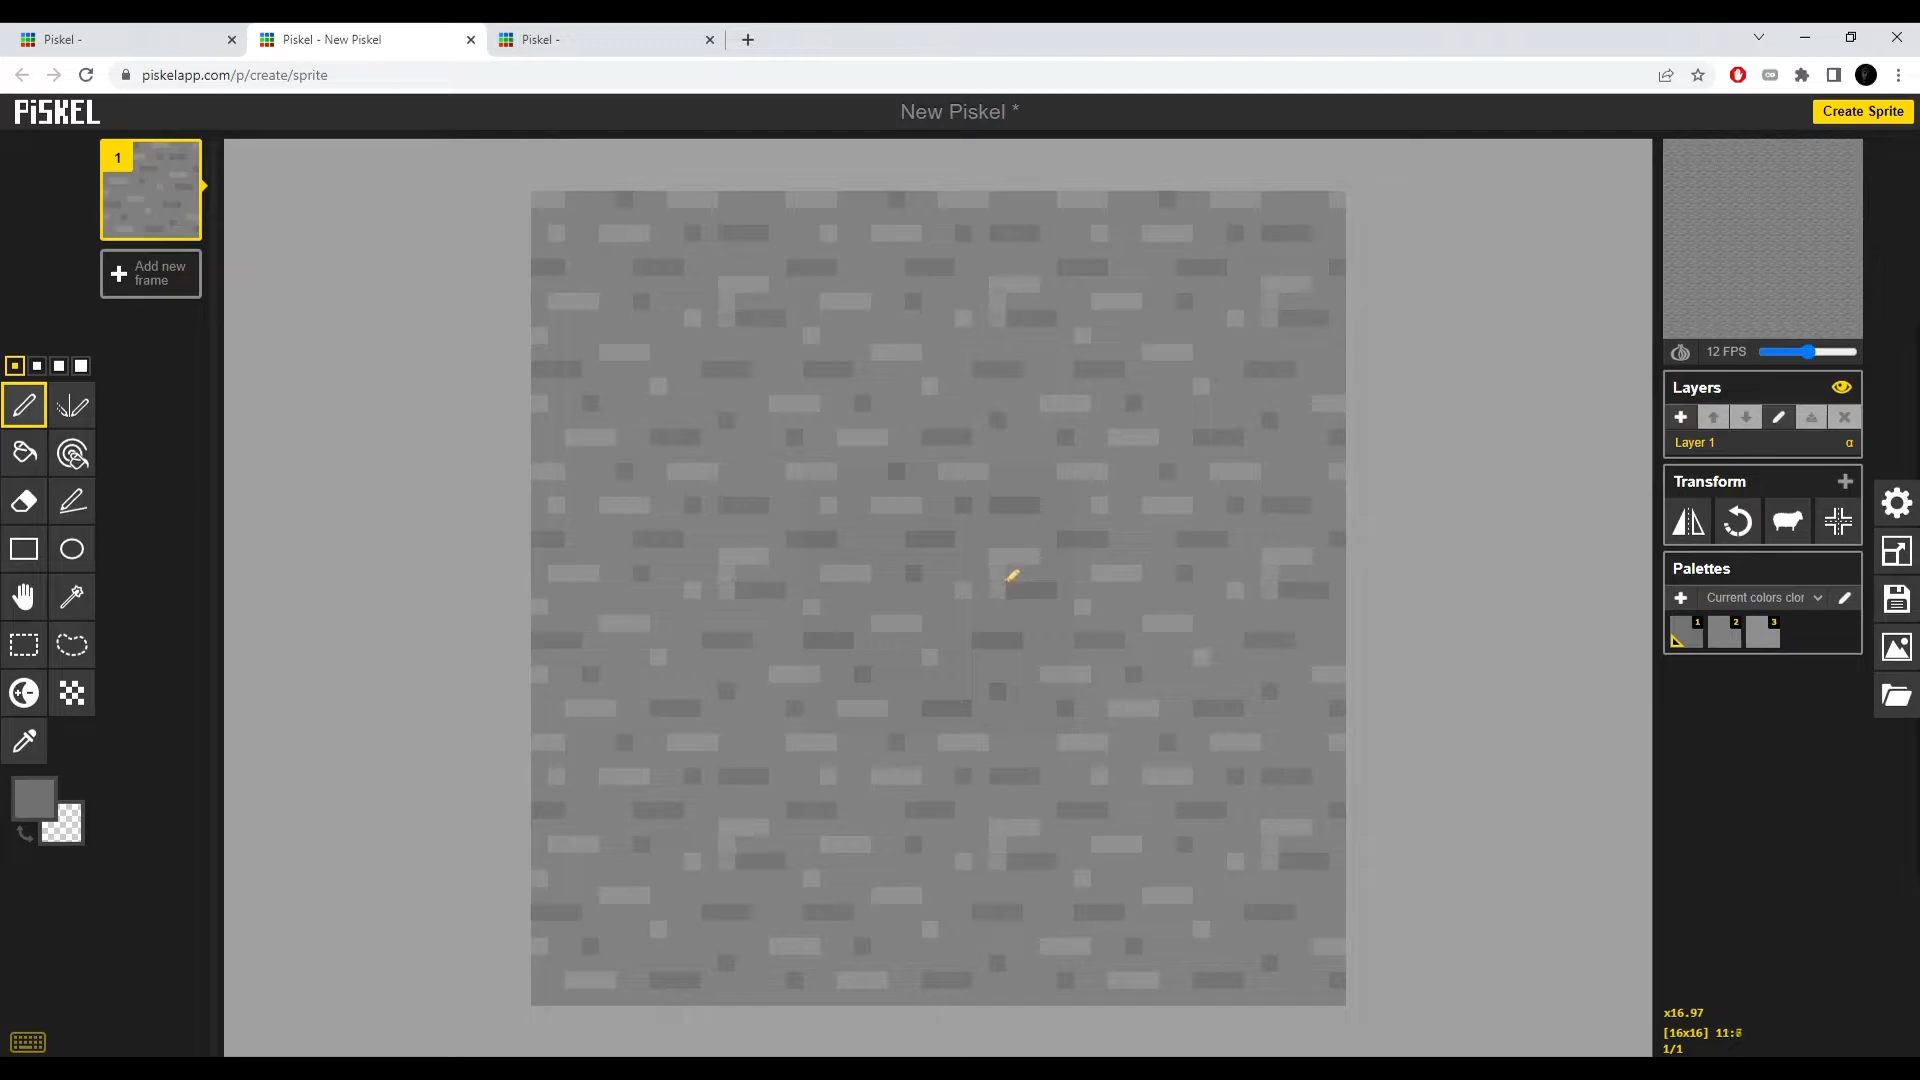 Piskel -
Piskel - New Piskel
Piskel -
piskelapp.com/p/create/sprite
PiSKEL
New Piskel *
Create Sprite
1
Add new
frame
12 FPS
Layers
Layer 1
α
Transform
Palettes
Current colors clor
1
2
3
x16.97
[16x16]
1/1